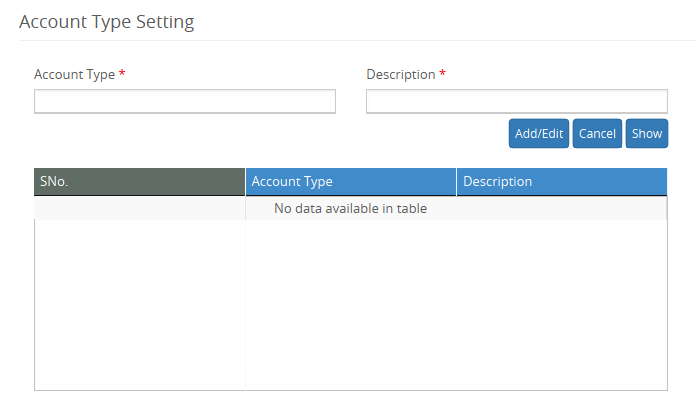 Account Type Setting
Account Type * Description *
Add/Edit Cancel Show
SNo. Account Type Description
No data available in table